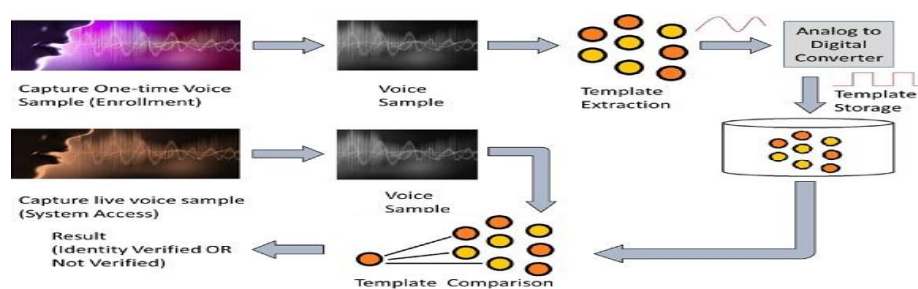 Capture One-time Voice
Sample (Enrollment)
Voice
Sample
Template
Extraction
Analog to
Digital
Converter
Template
Storage
Capture live voice sample
(System Access)
Voice
Sample
Result
(Identity Verified OR
Not Verified)
Template Comparison